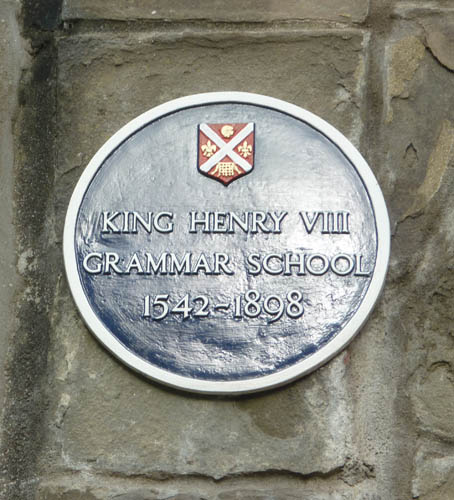 KING HENRY VIII
GRAMMAR SCHOOL
1542-1898